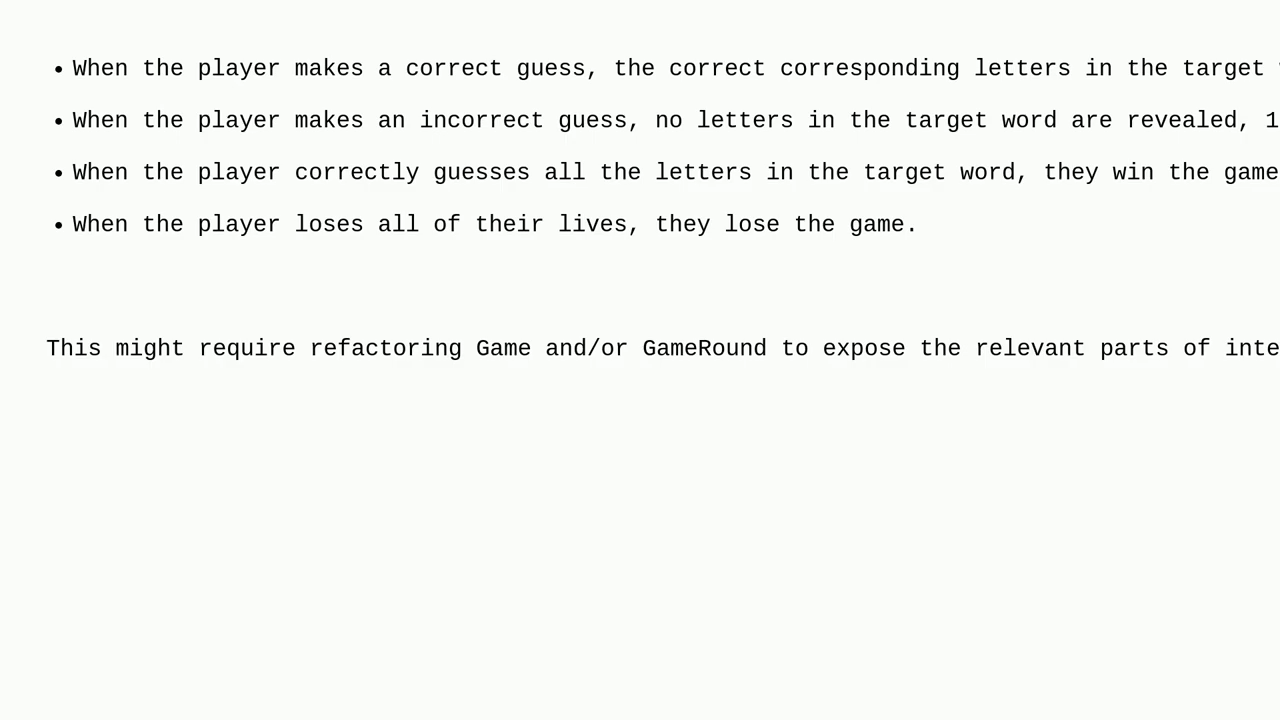 • When the player makes a correct guess, the correct corresponding letters in the target
• When the player makes an incorrect guess, no letters in the target word are revealed, 1
• When the player correctly guesses all the letters in the target word, they win the game
• When the player loses all of their lives, they lose the game.
This might require refactoring Game and/or GameRound to expose the relevant parts of